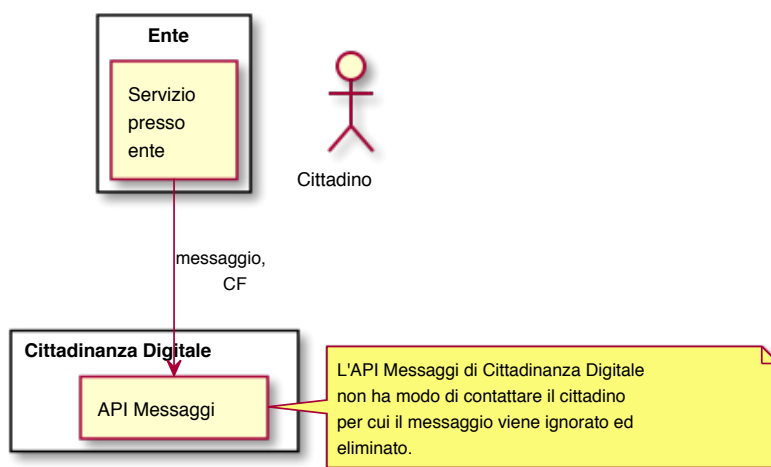 Ente
Servizio
presso
ente
Cittadino
messaggio,
CF
Cittadinanza Digitale
API Messaggi
L'API Messaggi di Cittadinanza Digitale
non ha modo di contattare il cittadino
per cui il messaggio viene ignorato ed
eliminato.